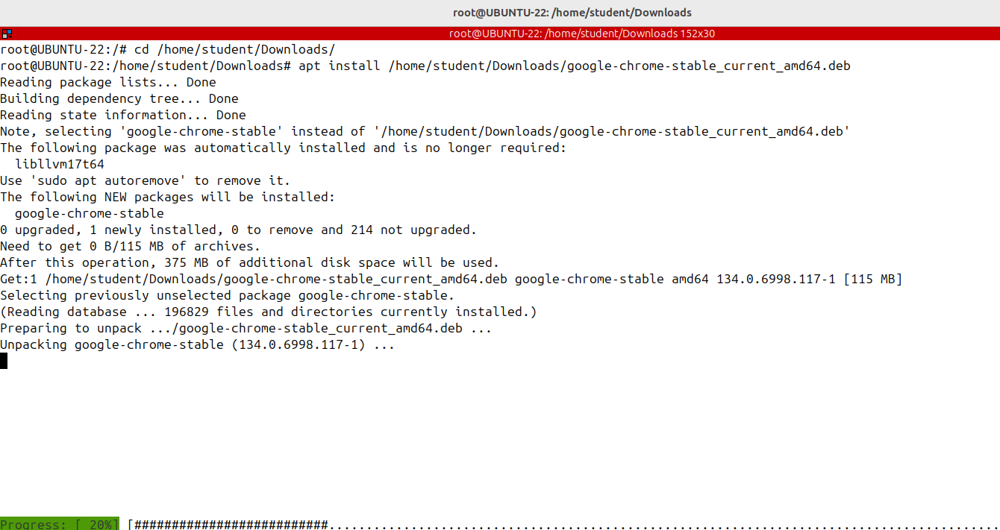 root@UBUNTU-22: /home/student/Downloads
root@UBUNTU-22: /home/student/Downloads 152x30
root@UBUNTU-22:/# cd /home/student/Downloads/
root@UBUNTU-22:/home/student/Downloads# apt install /home/student/Downloads/google-chrome-stable_current_amd64.deb
Reading package lists... Done
Building dependency tree... Done
Reading state information... Done
Note, selecting 'google-chrome-stable' instead of '/home/student/Downloads/google-chrome-stable_current_amd64.deb'
The following package was automatically installed and is no longer required:
  libllvm17t64
Use 'sudo apt autoremove' to remove it.
The following NEW packages will be installed:
  google-chrome-stable
0 upgraded, 1 newly installed, 0 to remove and 214 not upgraded.
Need to get 0 B/115 MB of archives.
After this operation, 375 MB of additional disk space will be used.
Get:1 /home/student/Downloads/google-chrome-stable_current_amd64.deb google-chrome-stable amd64 134.0.6998.117-1 [115 MB]
Selecting previously unselected package google-chrome-stable.
(Reading database ... 196829 files and directories currently installed.)
Preparing to unpack .../google-chrome-stable_current_amd64.deb ...
Unpacking google-chrome-stable (134.0.6998.117-1) ...
Progress: [ 20%] [##########################..........................................................................................